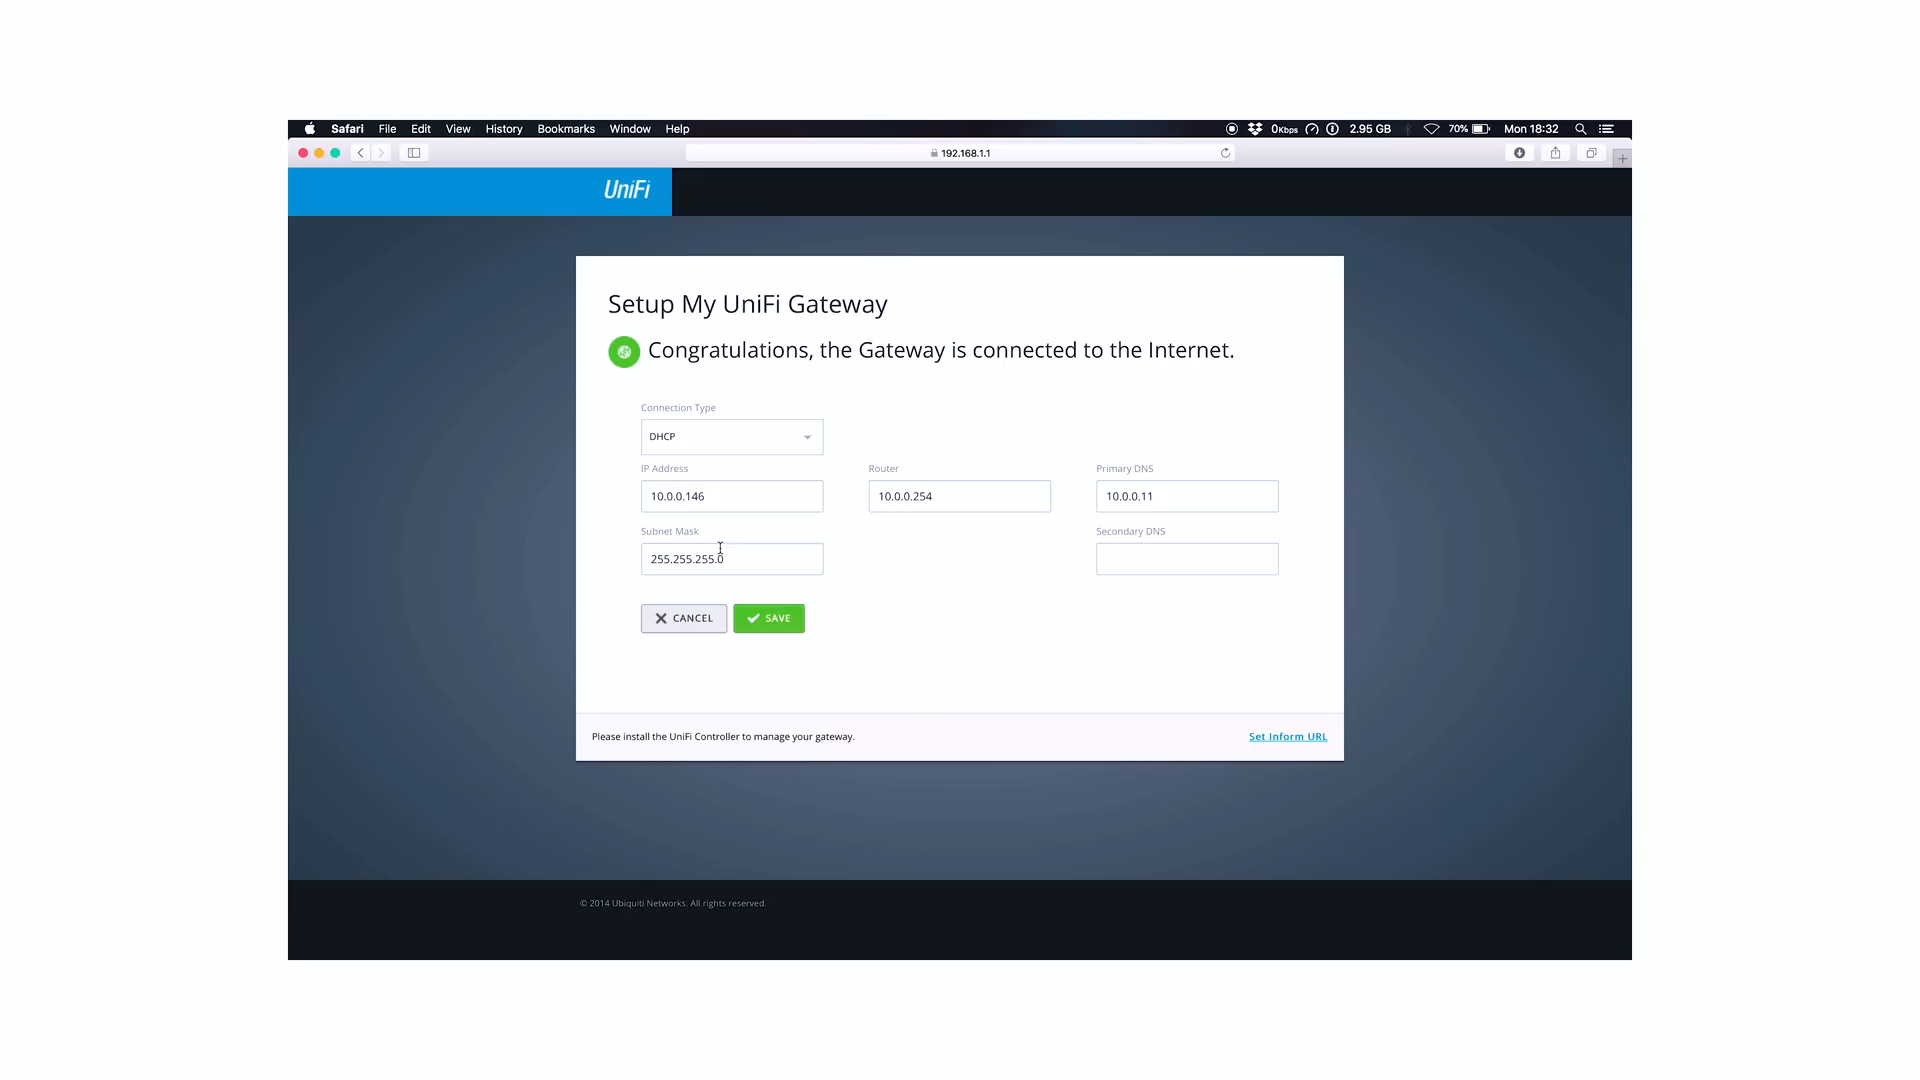 Safari File Edit View History Bookmarks Window Help 0Kbps 2.95 GB 70% Mon 18:32
192.168.1.1
UniFi
Setup My UniFi Gateway
Congratulations, the Gateway is connected to the Internet.
Connection Type
DHCP
IP Address Router Primary DNS
10.0.0.146 10.0.0.254 10.0.0.11
Subnet Mask Secondary DNS
255.255.255.0
CANCEL SAVE
Please install the UniFi Controller to manage your gateway. Set Inform URL
© 2014 Ubiquiti Networks. All rights reserved.